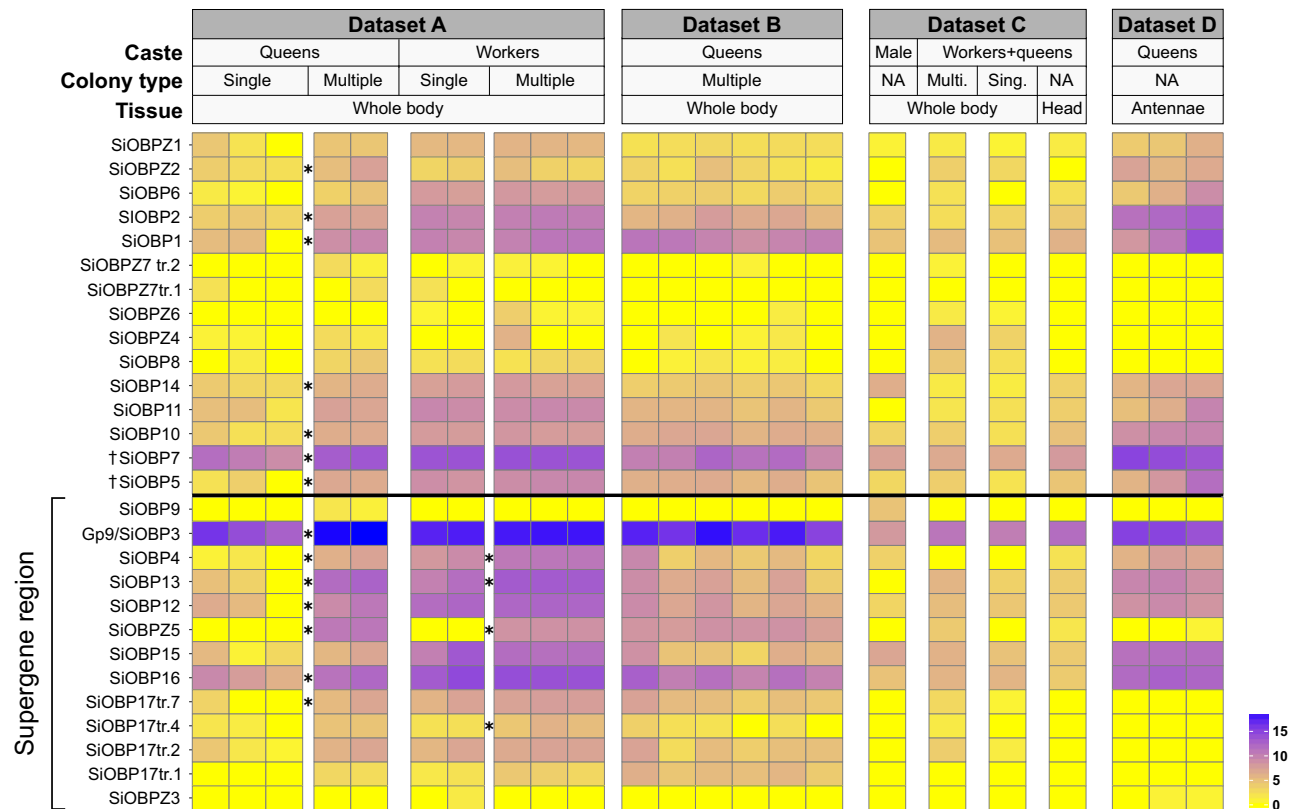 Dataset A Dataset B Dataset C Dataset D
Caste Queens Workers Queens Male Workers+queens Queens
Colony type Single Multiple Single Multiple Multiple NA Multi. Sing. NA NA
Tissue Whole body Whole body Whole body Head Antennae
SiOBPZ1
SiOBPZ2 *
SiOBP6
SIOBP2 *
SiOBP1 *
SiOBPZ7 tr.2
SiOBPZ7tr.1
SiOBPZ6
SiOBPZ4
SiOBP8
SiOBP14 *
SiOBP11
SiOBP10 *
†SiOBP7 *
†SiOBP5 *
SiOBP9
Gp9/SiOBP3 *
SiOBP4 * *
SiOBP13 * *
SiOBP12 *
SiOBPZ5 * *
SiOBP15
SiOBP16 *
SiOBP17tr.7 *
SiOBP17tr.4 *
SiOBP17tr.2
SiOBP17tr.1
SiOBPZ3
Supergene region
15
10
5
0